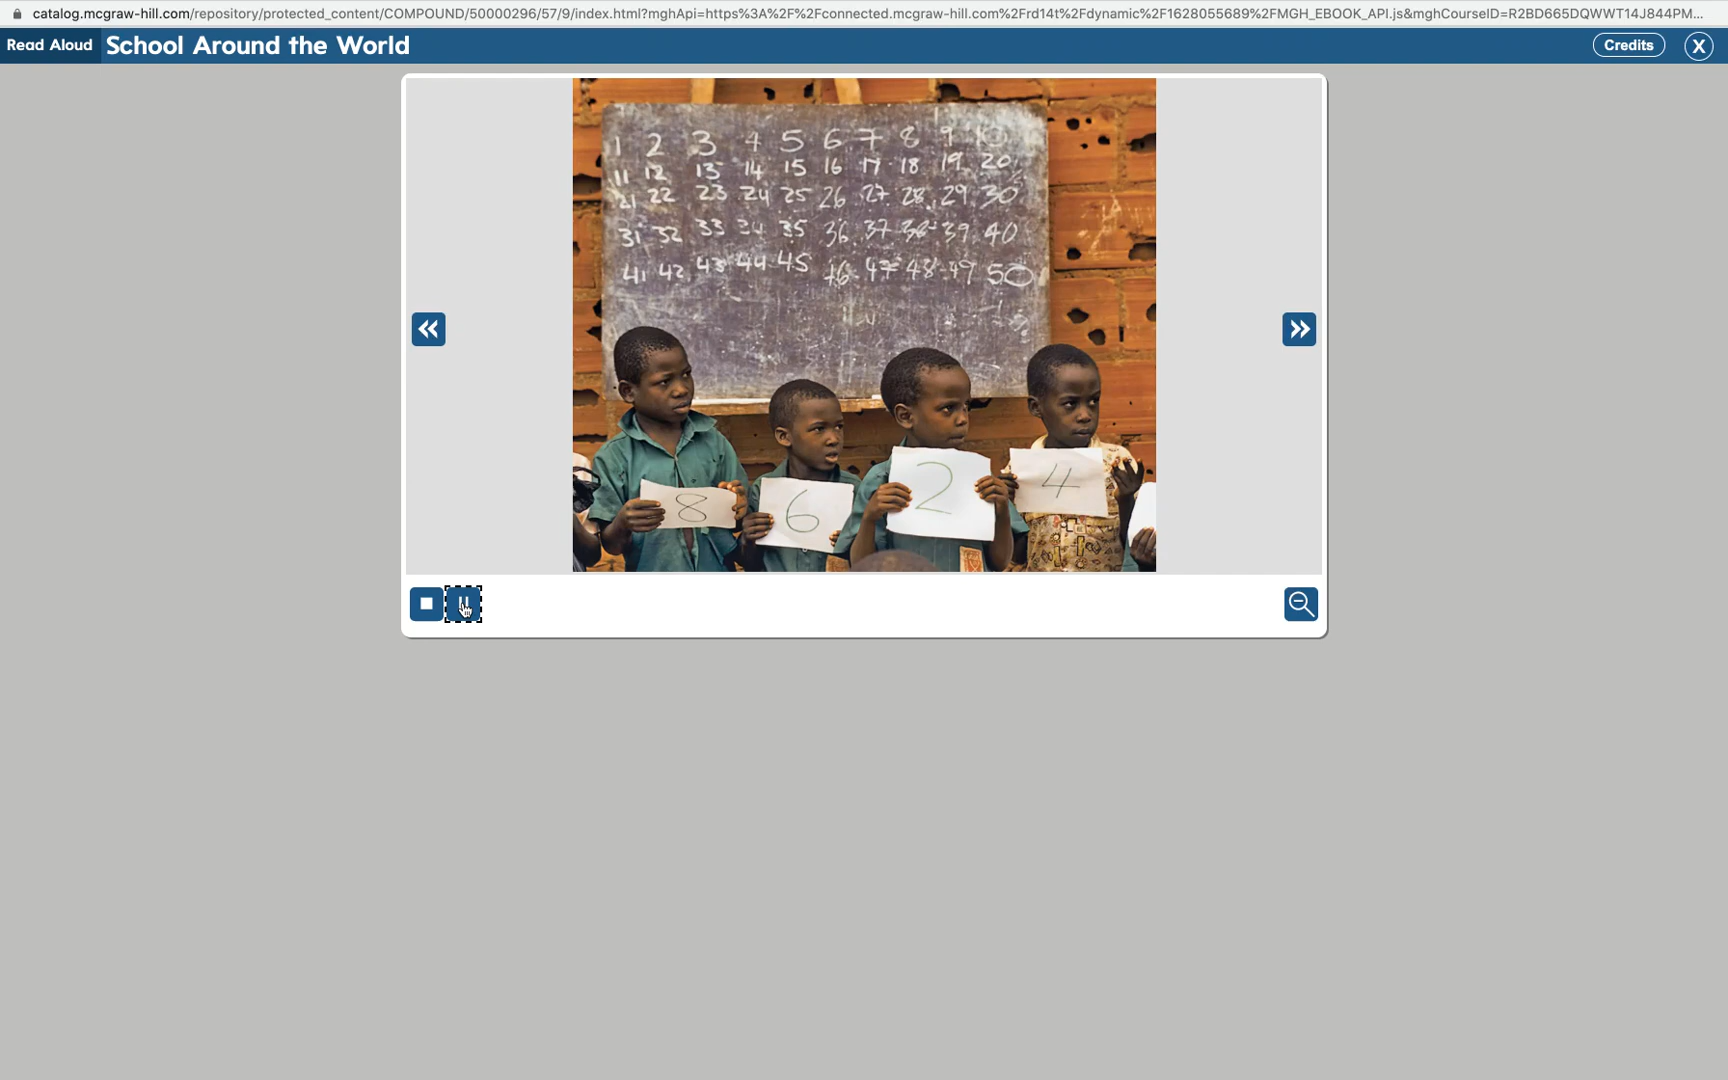 catalog.mcgraw-hill.com/repository/protected_content/COMPOUND/50000296/57/9/index.html?mghApi=https%3A%2F%2Fconnected.mcgraw-hill.com%2Frd14t%2Fdynamic%2F1628055689%2FMGH_EBOOK_API.js&mghCourseID=R2BD665DQWWT14J844PM...
Read Aloud School Around the World Credits X
1 2 3 4 5 6 7 8 9 10
11 12 13 14 15 16 17 18 19 20
21 22 23 24 25 26 27 28 29 30
31 32 33 34 35 36 37 38 39 40
41 42 43 44 45 46 47 48 49 50
8 6 2 4